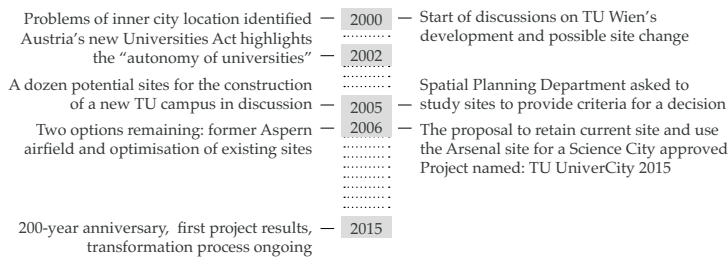 Problems of inner city location identified — 2000 — Start of discussions on TU Wien's
development and possible site change
Austria's new Universities Act highlights
the “autonomy of universities” — 2002
A dozen potential sites for the construction
of a new TU campus in discussion — 2005 — Spatial Planning Department asked to
study sites to provide criteria for a decision
Two options remaining: former Aspern — 2006 — The proposal to retain current site and use
airfield and optimisation of existing sites
the Arsenal site for a Science City approved
Project named: TU UniverCity 2015
200-year anniversary, first project results, — 2015
transformation process ongoing